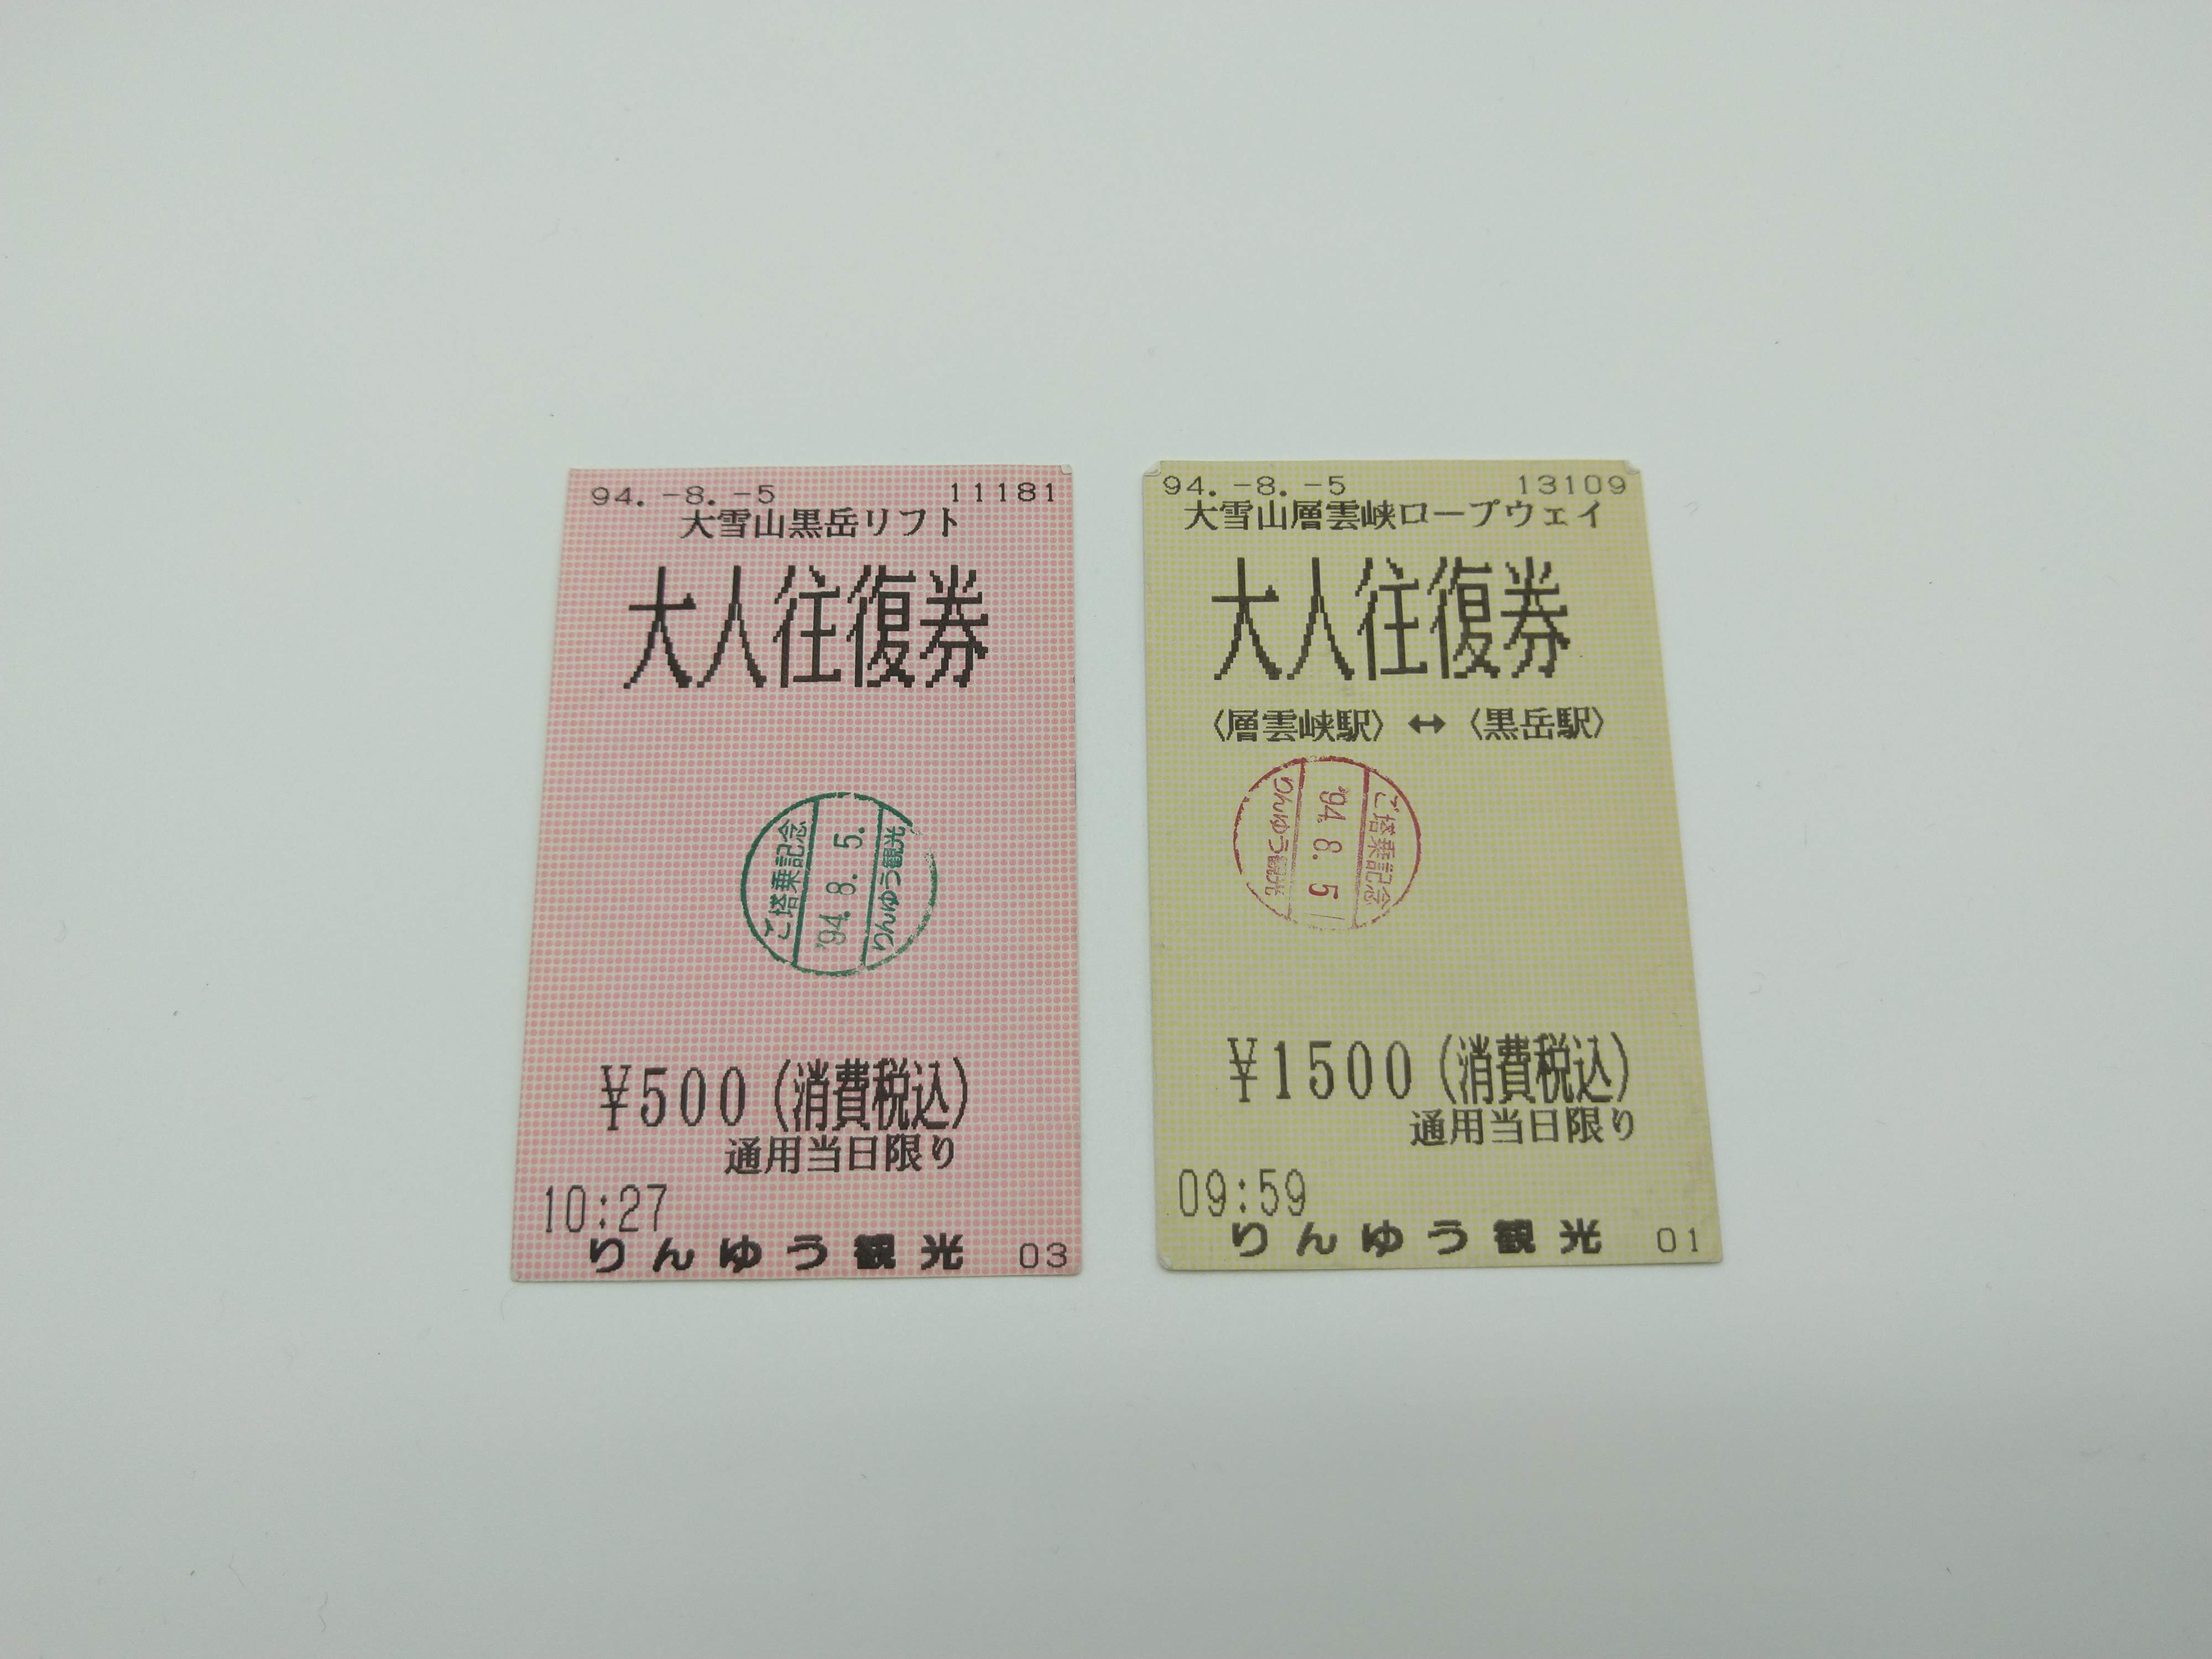 94.-8.-5 11181
大雪山黒岳リフト
大人往復券
ご塔乗記念
'94.8.5.
りんゆう観光
¥500(消費税込)
通用当日限り
10:27
りんゆう観光 03
94.-8.-5 13109
大雪山層雲峡ロープウェイ
大人往復券
〈層雲峡駅〉↔〈黒岳駅〉
ご塔乗記念
'94.8.5
りんゆう観光
¥1500(消費税込)
通用当日限り
09:59
りんゆう観光 01